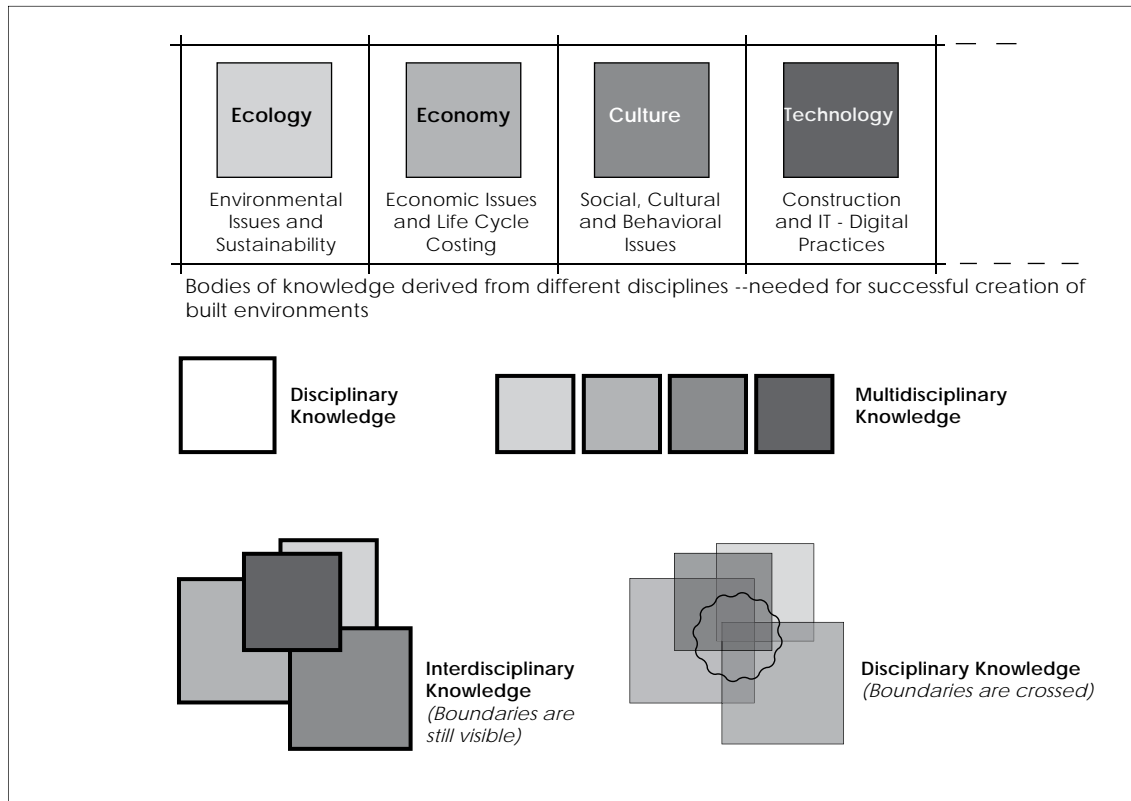 Ecology
Economy
Culture
Technology
Environmental
Issues and
Sustainability
Economic Issues
and Life Cycle
Costing
Social, Cultural
and Behavioral
Issues
Construction
and IT - Digital
Practices
Bodies of knowledge derived from different disciplines --needed for successful creation of
built environments
Disciplinary
Knowledge
Multidisciplinary
Knowledge
Interdisciplinary
Knowledge
(Boundaries are
still visible)
Disciplinary Knowledge
(Boundaries are crossed)